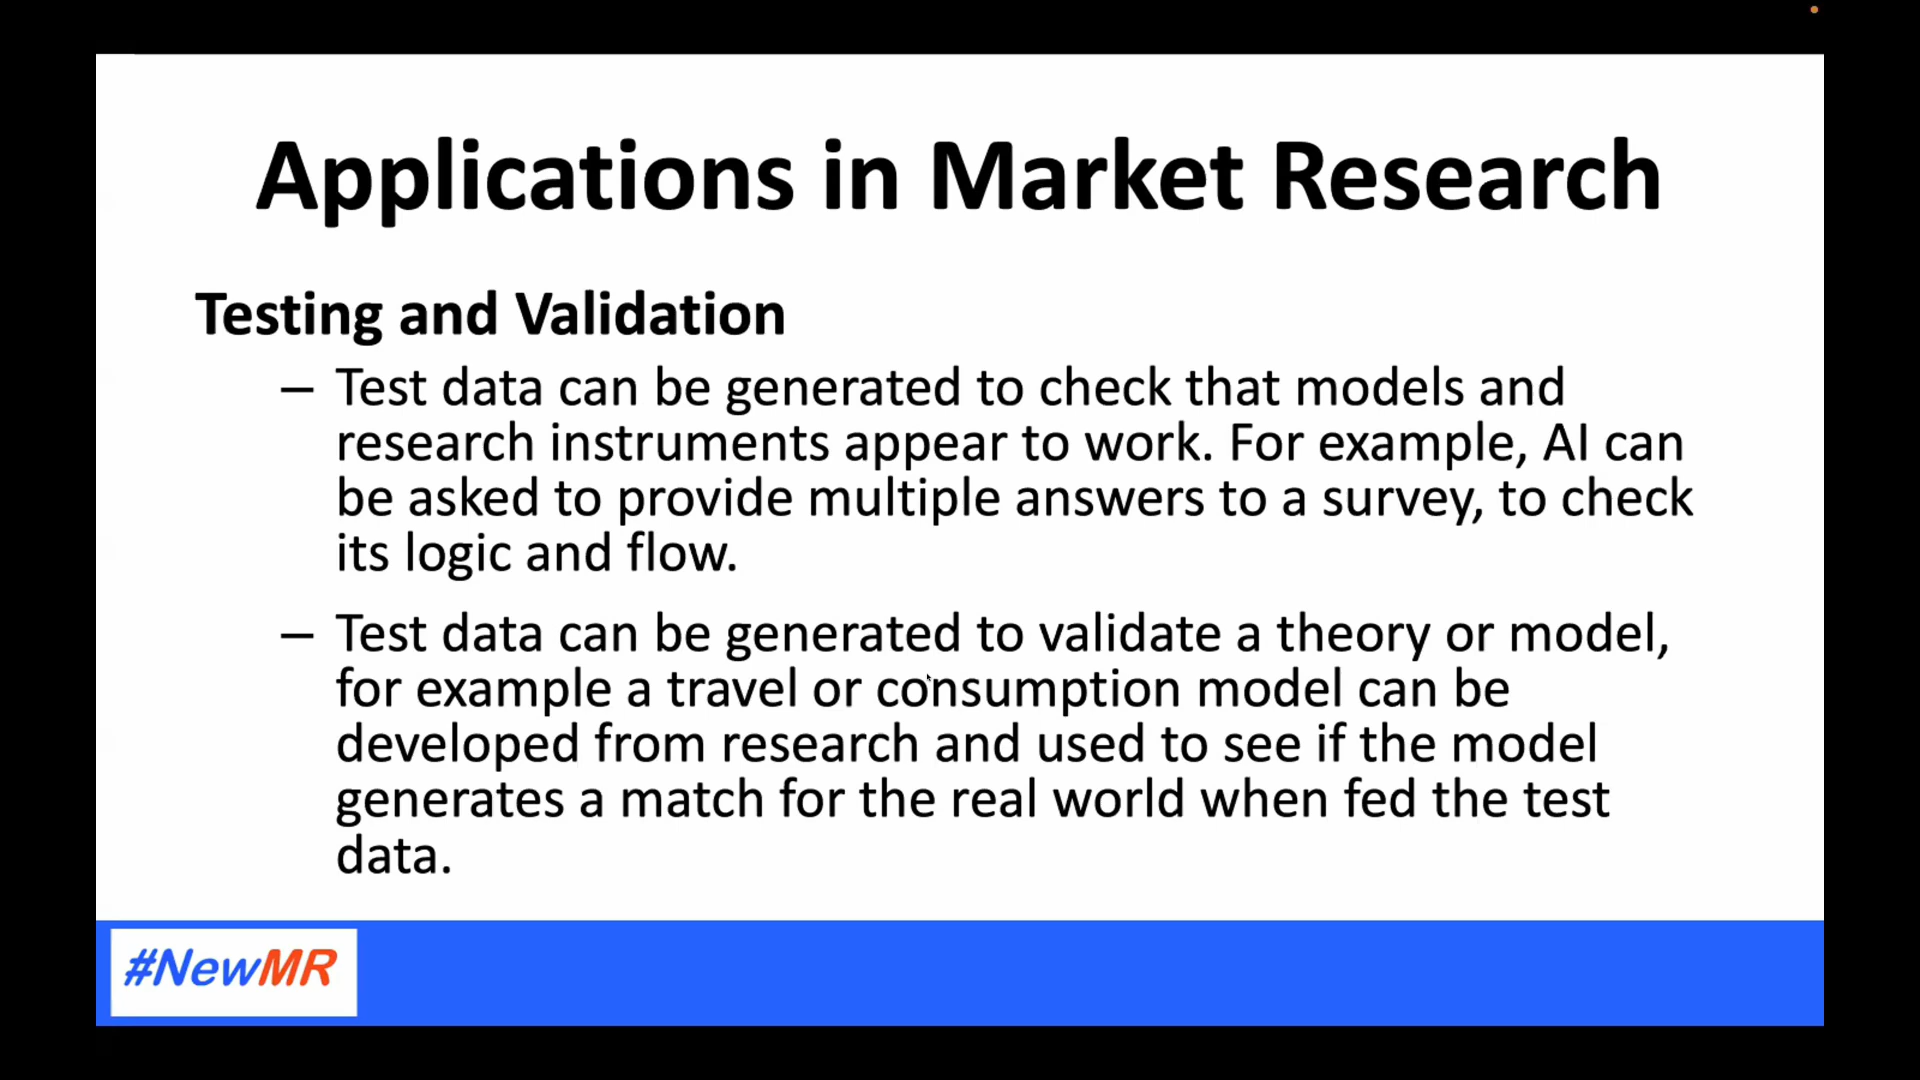 Applications in Market Research
Testing and Validation
– Test data can be generated to check that models and
research instruments appear to work. For example, AI can
be asked to provide multiple answers to a survey, to check
its logic and flow.
– Test data can be generated to validate a theory or model,
for example a travel or consumption model can be
developed from research and used to see if the model
generates a match for the real world when fed the test
data.
#NewMR